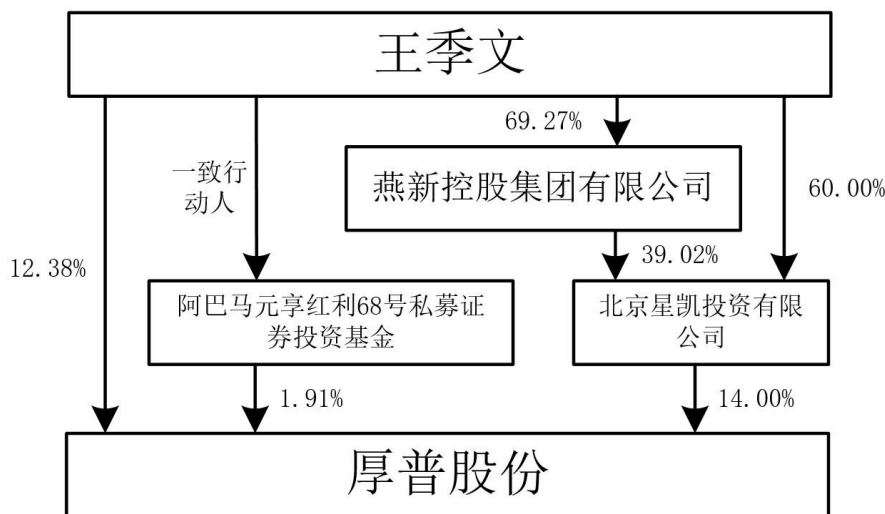 王季文
69.27%
一致行
动人
燕新控股集团有限公司
60.00%
12.38%
39.02%
阿巴马元享红利68号私募证
券投资基金
北京星凯投资有限
公司
1.91%
14.00%
厚普股份